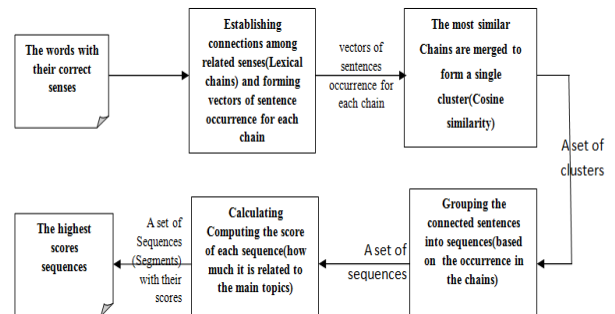 The words with
their correct
senses
Establishing
connections among
related senses(Lexical
chains) and forming
vectors of sentence
occurrence for each
chain
vectors of
sentences
occurrence for
each chain
The most similar
Chains are merged to
form a single
cluster(Cosine
similarity)
A set of
clusters
Grouping the
connected sentences
into sequences(based
on the occurrence in
the chains)
A set of
sequences
Calculating
Computing the score
of each sequence(how
much it is related to
the main topics)
A set of
Sequences
(Segments)
with their
scores
The highest
scores
sequences